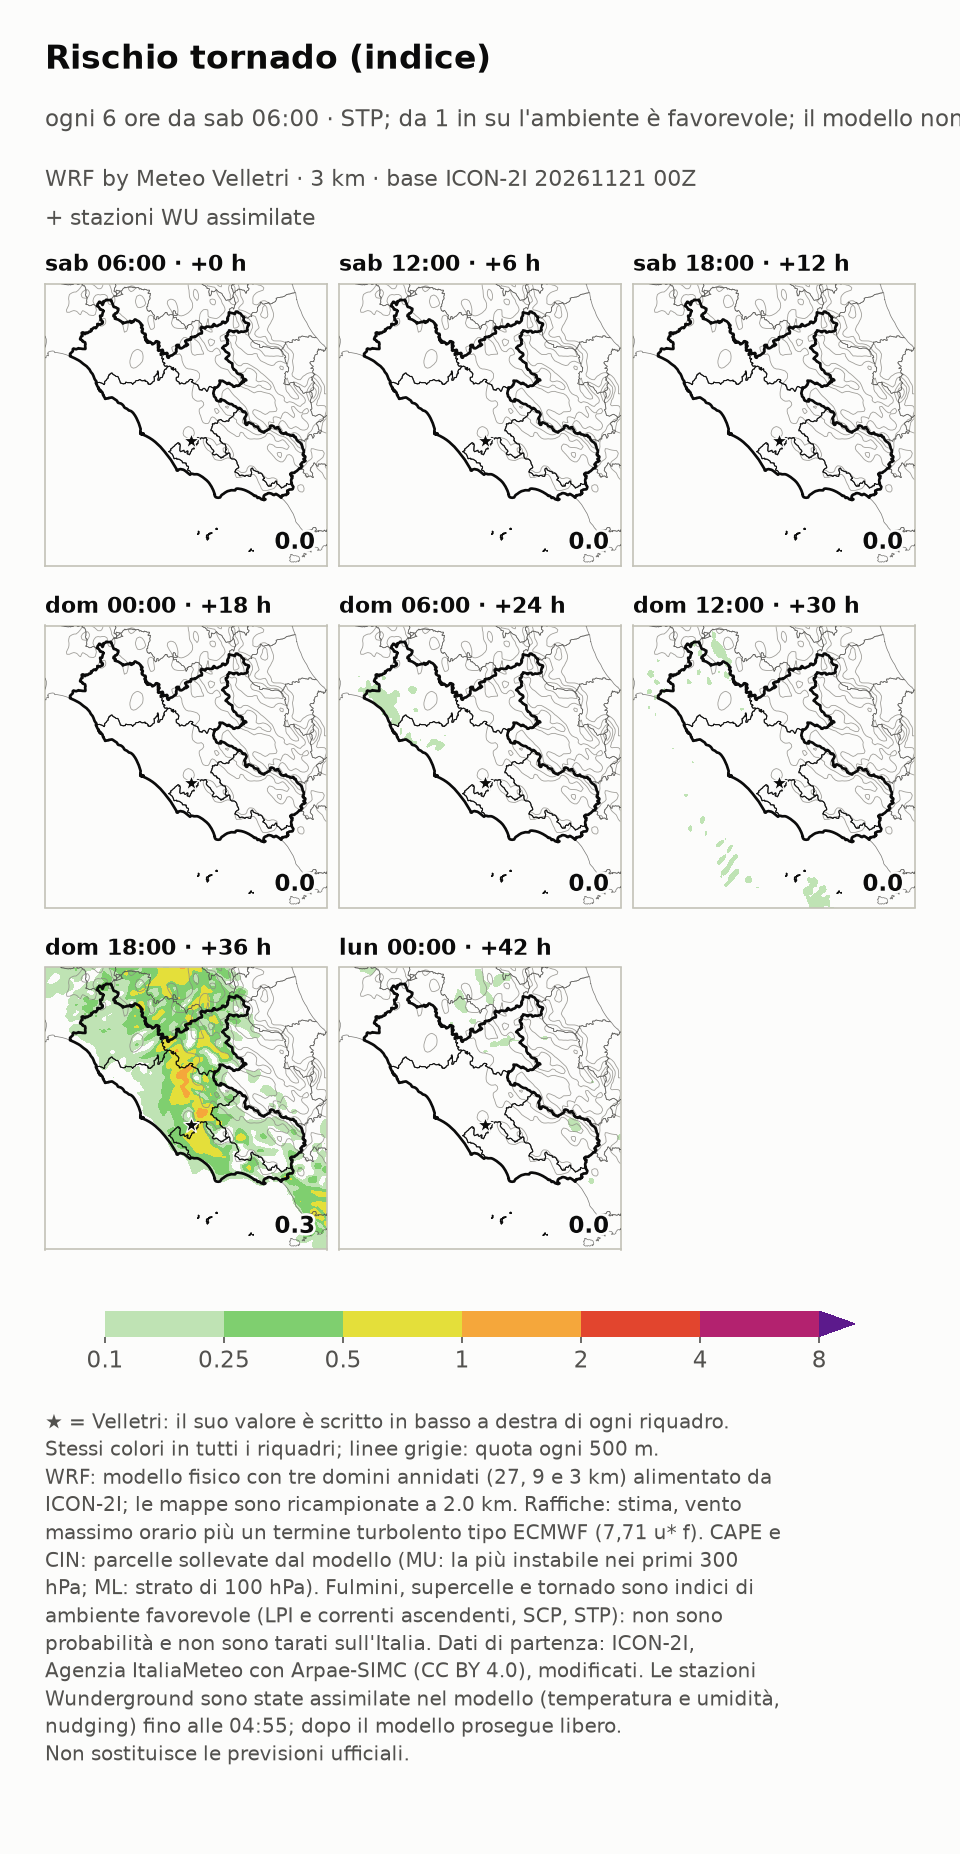 Rischio tornado (indice)
ogni 6 ore da sab 06:00 · STP; da 1 in su l'ambiente è favorevole; il modello non
WRF by Meteo Velletri · 3 km · base ICON-2I 20261121 00Z
+ stazioni WU assimilate
sab 06:00 · +0 h
sab 12:00 · +6 h
sab 18:00 · +12 h
0.0
0.0
0.0
dom 00:00 · +18 h
dom 06:00 · +24 h
dom 12:00 · +30 h
0.0
0.0
0.0
dom 18:00 · +36 h
lun 00:00 · +42 h
0.3
0.0
0.1
0.25
0.5
1
2
4
8
★ = Velletri: il suo valore è scritto in basso a destra di ogni riquadro.
Stessi colori in tutti i riquadri; linee grigie: quota ogni 500 m.
WRF: modello fisico con tre domini annidati (27, 9 e 3 km) alimentato da
ICON-2I; le mappe sono ricampionate a 2.0 km. Raffiche: stima, vento
massimo orario più un termine turbolento tipo ECMWF (7,71 u* f). CAPE e
CIN: parcelle sollevate dal modello (MU: la più instabile nei primi 300
hPa; ML: strato di 100 hPa). Fulmini, supercelle e tornado sono indici di
ambiente favorevole (LPI e correnti ascendenti, SCP, STP): non sono
probabilità e non sono tarati sull'Italia. Dati di partenza: ICON-2I,
Agenzia ItaliaMeteo con Arpae-SIMC (CC BY 4.0), modificati. Le stazioni
Wunderground sono state assimilate nel modello (temperatura e umidità,
nudging) fino alle 04:55; dopo il modello prosegue libero.
Non sostituisce le previsioni ufficiali.